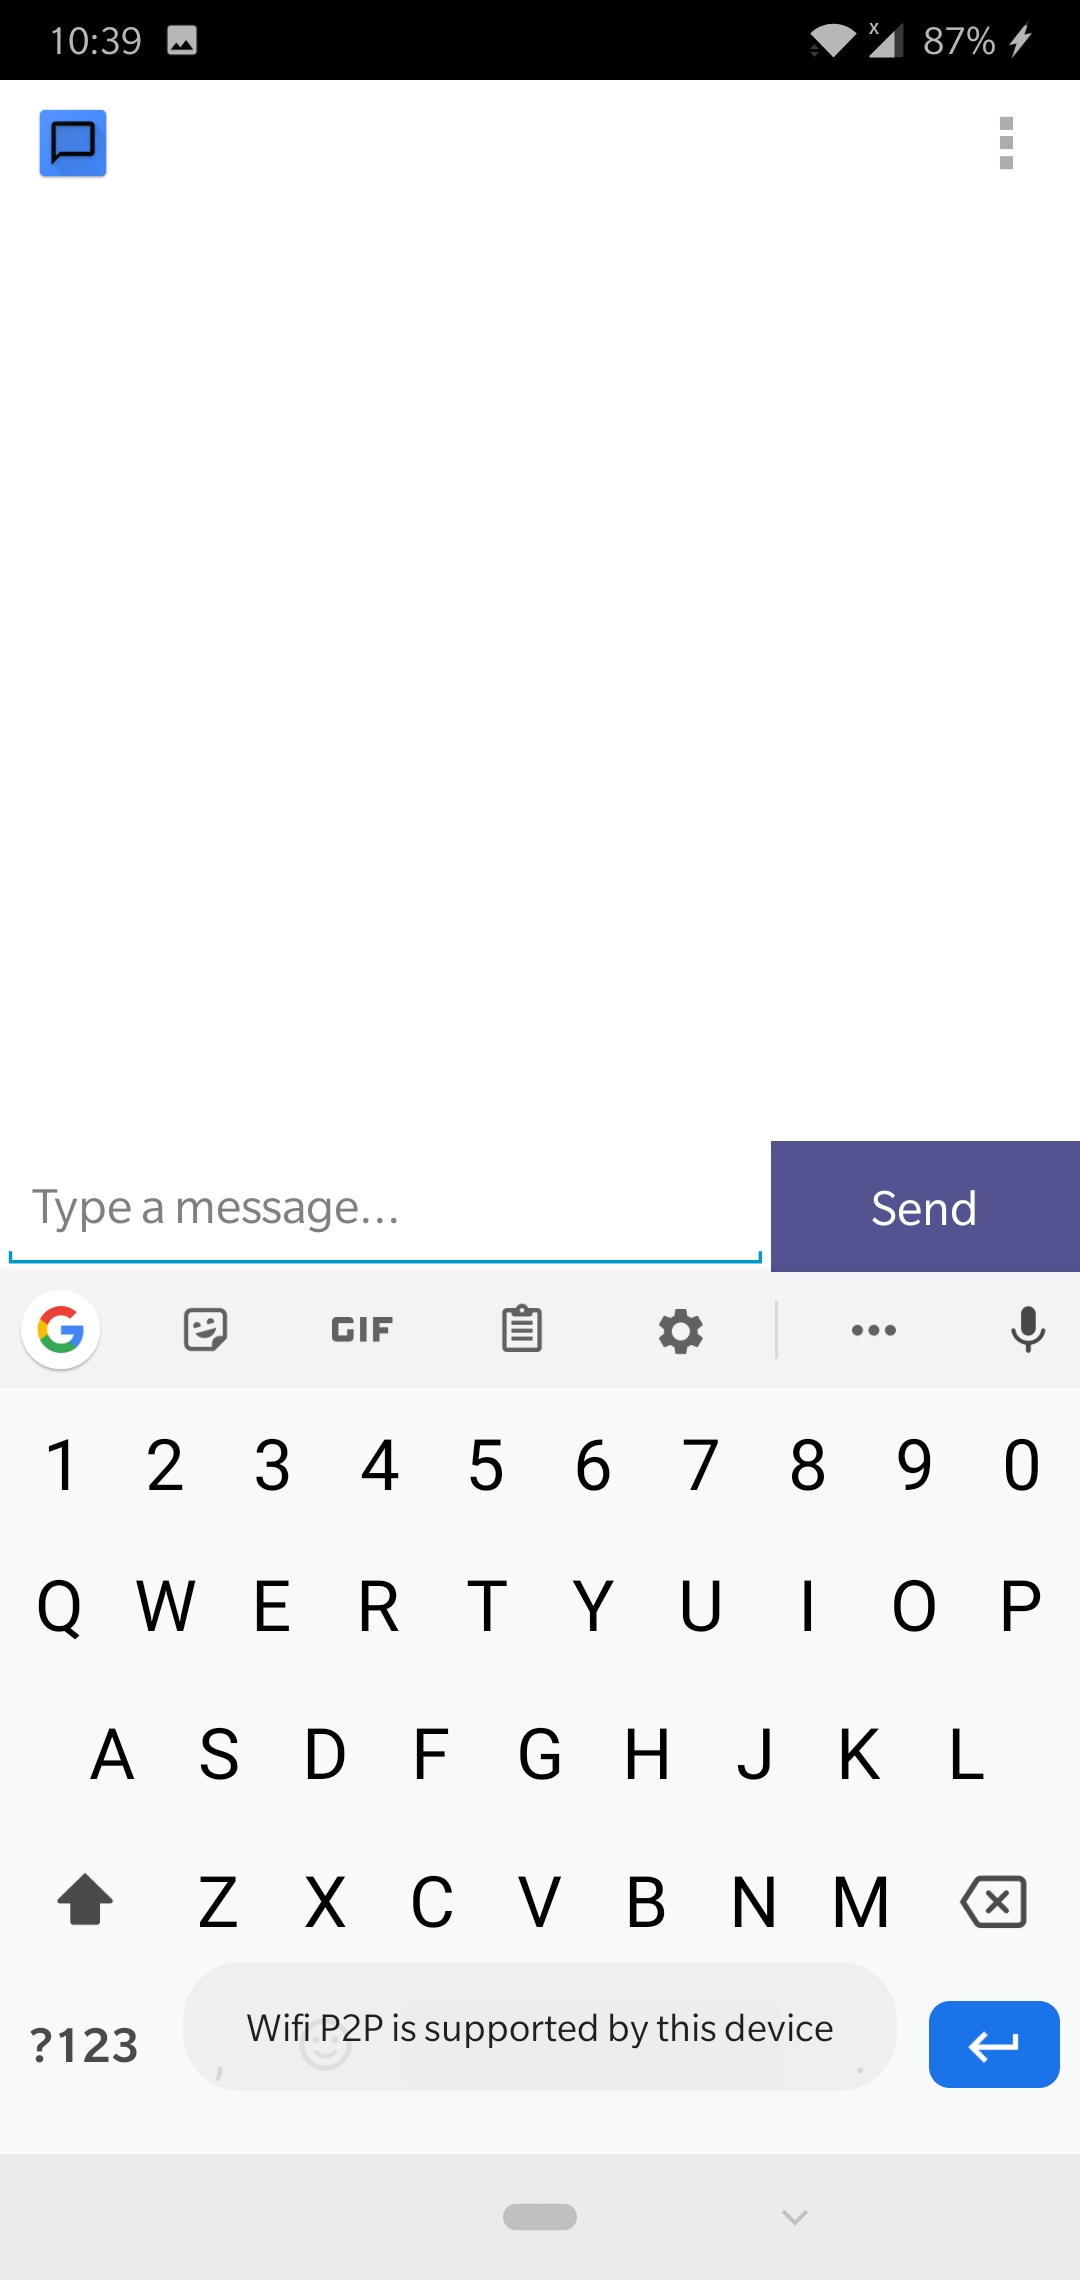 10:39 87%
Type a message...
Send
GIF
1 2 3 4 5 6 7 8 9 0
Q W E R T Y U I O P
A S D F G H J K L
Z X C V B N M
?123 , .
Wifi P2P is supported by this device